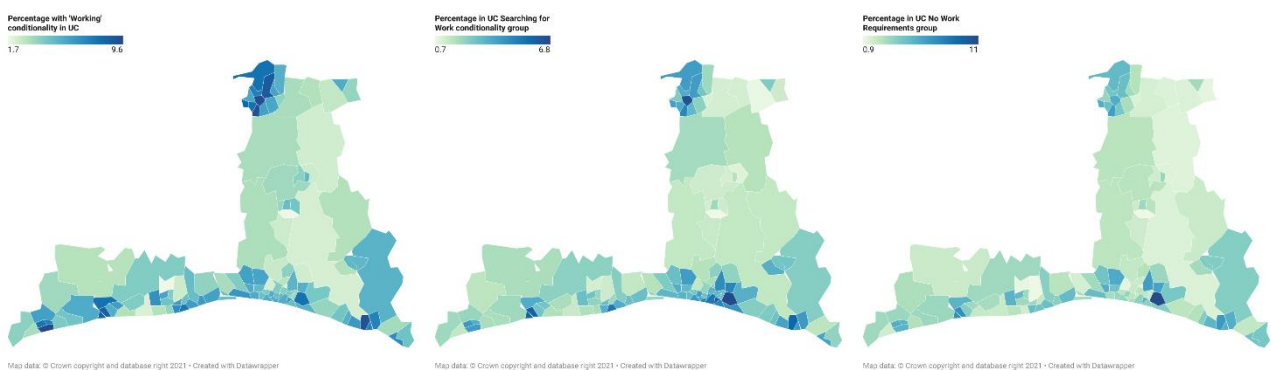 Percentage with 'Working'
conditionality in UC
1.7 9.6
Map data: © Crown copyright and database right 2021 • Created with Datawrapper
Percentage in UC Searching for
Work conditionality group
0.7 6.8
Map data: © Crown copyright and database right 2021 • Created with Datawrapper
Percentage in UC No Work
Requirements group
0.9 11
Map data: © Crown copyright and database right 2021 • Created with Datawrapper